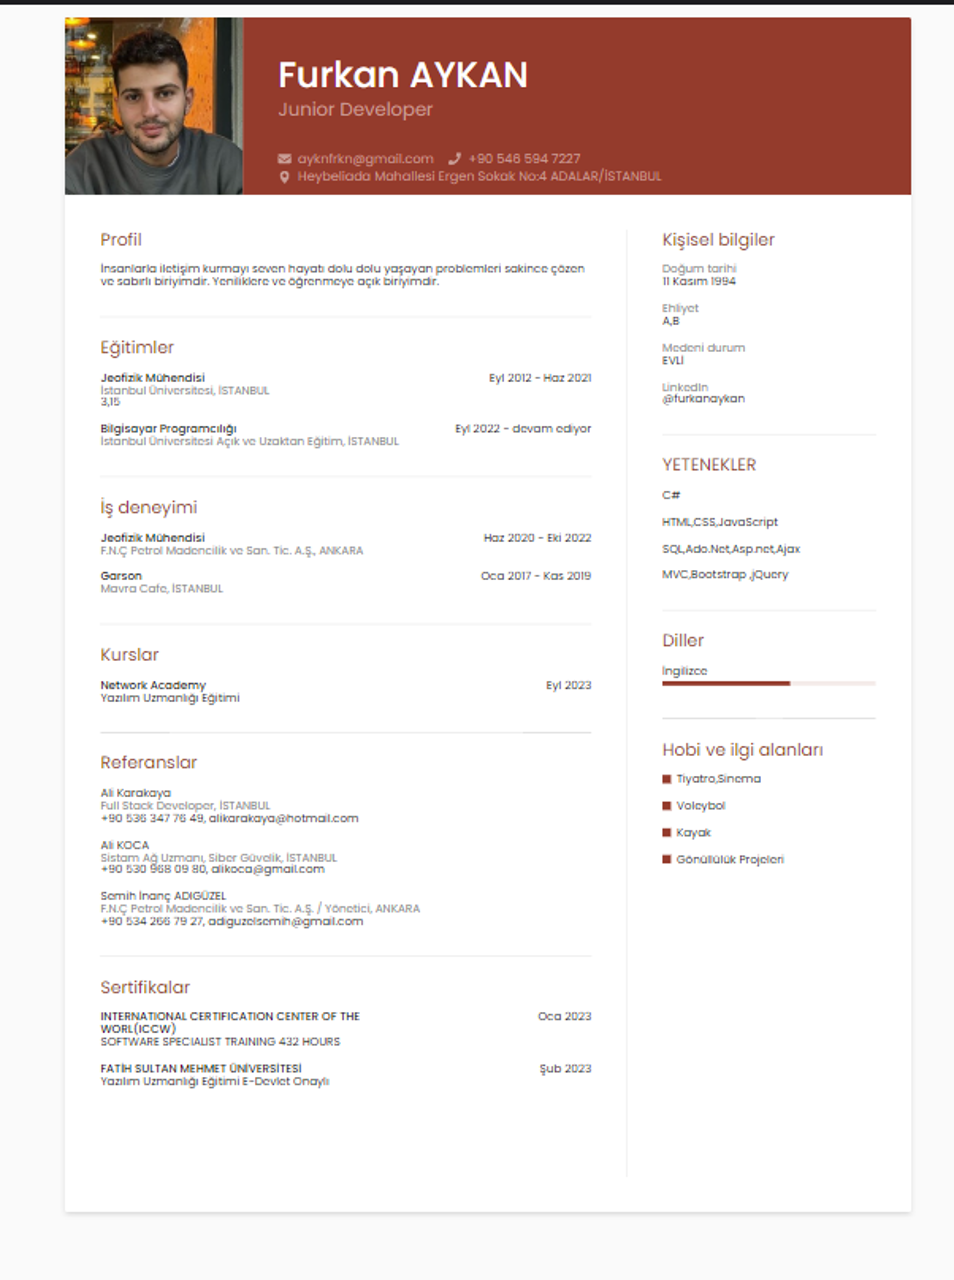 Furkan AYKAN
Junior Developer
ayknfrkn@gmail.com +90 546 594 7227
Heybeliada Mahallesi Ergen Sokak No:4 ADALAR/İSTANBUL
Profil
İnsanlarla iletişim kurmayı seven hayatı dolu dolu yaşayan problemleri sakince çözen
ve sabırlı biriyimdir. Yeniliklere ve öğrenmeye açık biriyimdir.
Eğitimler
Jeofizik Mühendisi Eyl 2012 - Haz 2021
İstanbul Üniversitesi, İSTANBUL
3,15
Bilgisayar Programcılığı Eyl 2022 - devam ediyor
İstanbul Üniversitesi Açık ve Uzaktan Eğitim, İSTANBUL
İş deneyimi
Jeofizik Mühendisi Haz 2020 - Eki 2022
F.N.Ç Petrol Madencilik ve San. Tic. A.Ş., ANKARA
Garson Oca 2017 - Kas 2019
Mavra Cafe, İSTANBUL
Kurslar
Network Academy Eyl 2023
Yazılım Uzmanlığı Eğitimi
Referanslar
Ali Karakaya
Full Stack Developer, İSTANBUL
+90 536 347 76 49, alikarakaya@hotmail.com
Ali KOCA
Sistam Ağ Uzmanı, Siber Güvelik, İSTANBUL
+90 530 968 09 80, alikoca@gmail.com
Semih İnanç ADIGÜZEL
F.N.Ç Petrol Madencilik ve San. Tic. A.Ş. / Yönetici, ANKARA
+90 534 266 79 27, adiguzelsemih@gmail.com
Sertifikalar
INTERNATIONAL CERTIFICATION CENTER OF THE Oca 2023
WORL(ICCW)
SOFTWARE SPECIALIST TRAINING 432 HOURS
FATİH SULTAN MEHMET ÜNİVERSİTESİ Şub 2023
Yazılım Uzmanlığı Eğitimi E-Devlet Onaylı
Kişisel bilgiler
Doğum tarihi
11 Kasım 1994
Ehliyet
A,B
Medeni durum
EVLİ
LinkedIn
@furkanaykan
YETENEKLER
C#
HTML,CSS,JavaScript
SQL,Ado.Net,Asp.net,Ajax
MVC,Bootstrap ,jQuery
Diller
İngilizce
Hobi ve ilgi alanları
Tiyatro,Sinema
Voleybol
Kayak
Gönüllülük Projeleri